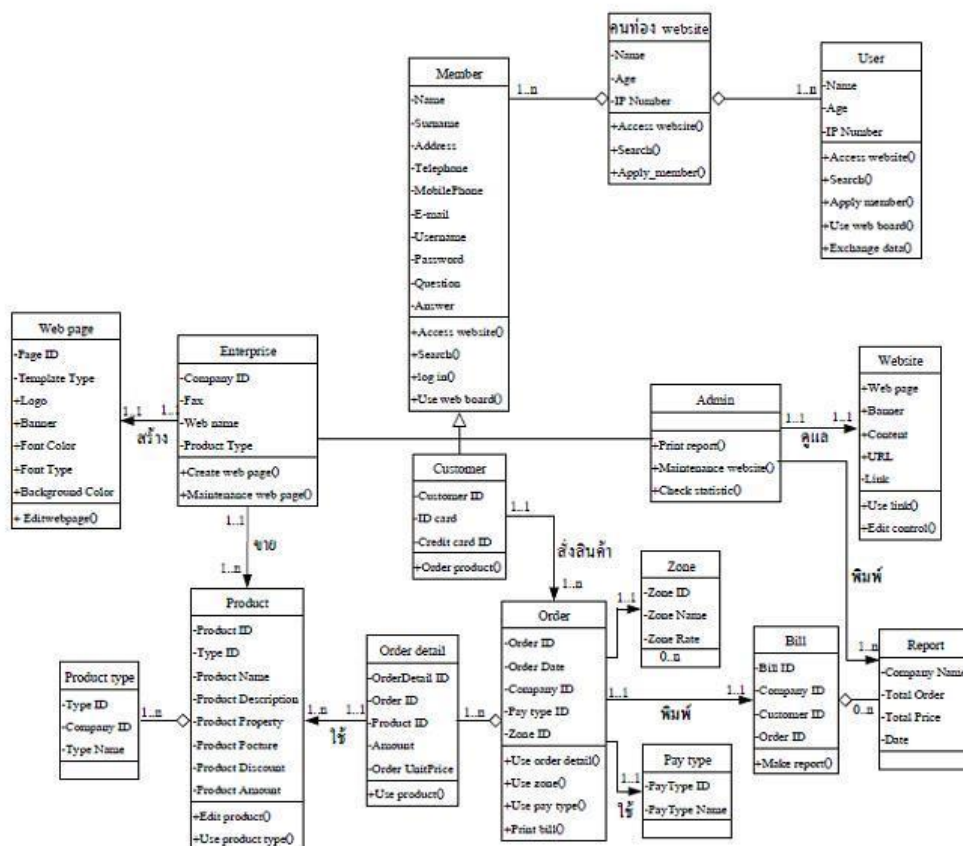 คนท่อง website
-Name
-Age
-IP Number
+Access website()
+Search()
+Apply_member()
User
-Name
-Age
-IP Number
+Access website()
+Search()
+Apply member()
+Use web board()
+Exchange data()
1..n
1..n
Member
-Name
-Surname
-Address
-Telephone
-MobilePhone
-E-mail
-Username
-Password
-Question
-Answer
+Access website()
+Search()
+log in()
+Use web board()
Web page
-Page ID
-Template Type
+Logo
+Banner
+Font Color
+Font Type
+Background Color
+ Editwebpage()
1..1
1..1
สร้าง
Enterprise
-Company ID
-Fax
-Web name
-Product Type
+Create web page()
+Maintenance web page()
Admin
+Print report()
+Maintenance website()
+Check statistic()
1..1
1..1
ดูแล
Website
+Web page
+Banner
+Content
+URL
-Link
+Use link()
+Edit control()
Customer
-Customer ID
-ID card
-Credit card ID
+Order product()
1..1
สั่งสินค้า
1..n
1..1
ขาย
1..n
พิมพ์
1..n
Zone
-Zone ID
-Zone Name
-Zone Rate
0..n
1..1
Product type
-Type ID
-Company ID
-Type Name
1..n
Product
-Product ID
-Type ID
-Product Name
-Product Description
-Product Property
-Product Pocture
-Product Discount
-Product Amount
+Edit product()
+Use product type()
1..n
1..1
ใช้
Order detail
-OrderDetail ID
-Order ID
-Product ID
-Amount
-Order UnitPrice
+Use product()
1..n
Order
-Order ID
-Order Date
-Company ID
-Pay type ID
-Zone ID
+Use order detail()
+Use zone()
+Use pay type()
+Print bill()
1..1
1..1
พิมพ์
Bill
-Bill ID
-Company ID
-Customer ID
-Order ID
+Make report()
0..n
Report
-Company Name
-Total Order
-Total Price
-Date
1..1
ใช้
Pay type
-PayType ID
-PayType Name